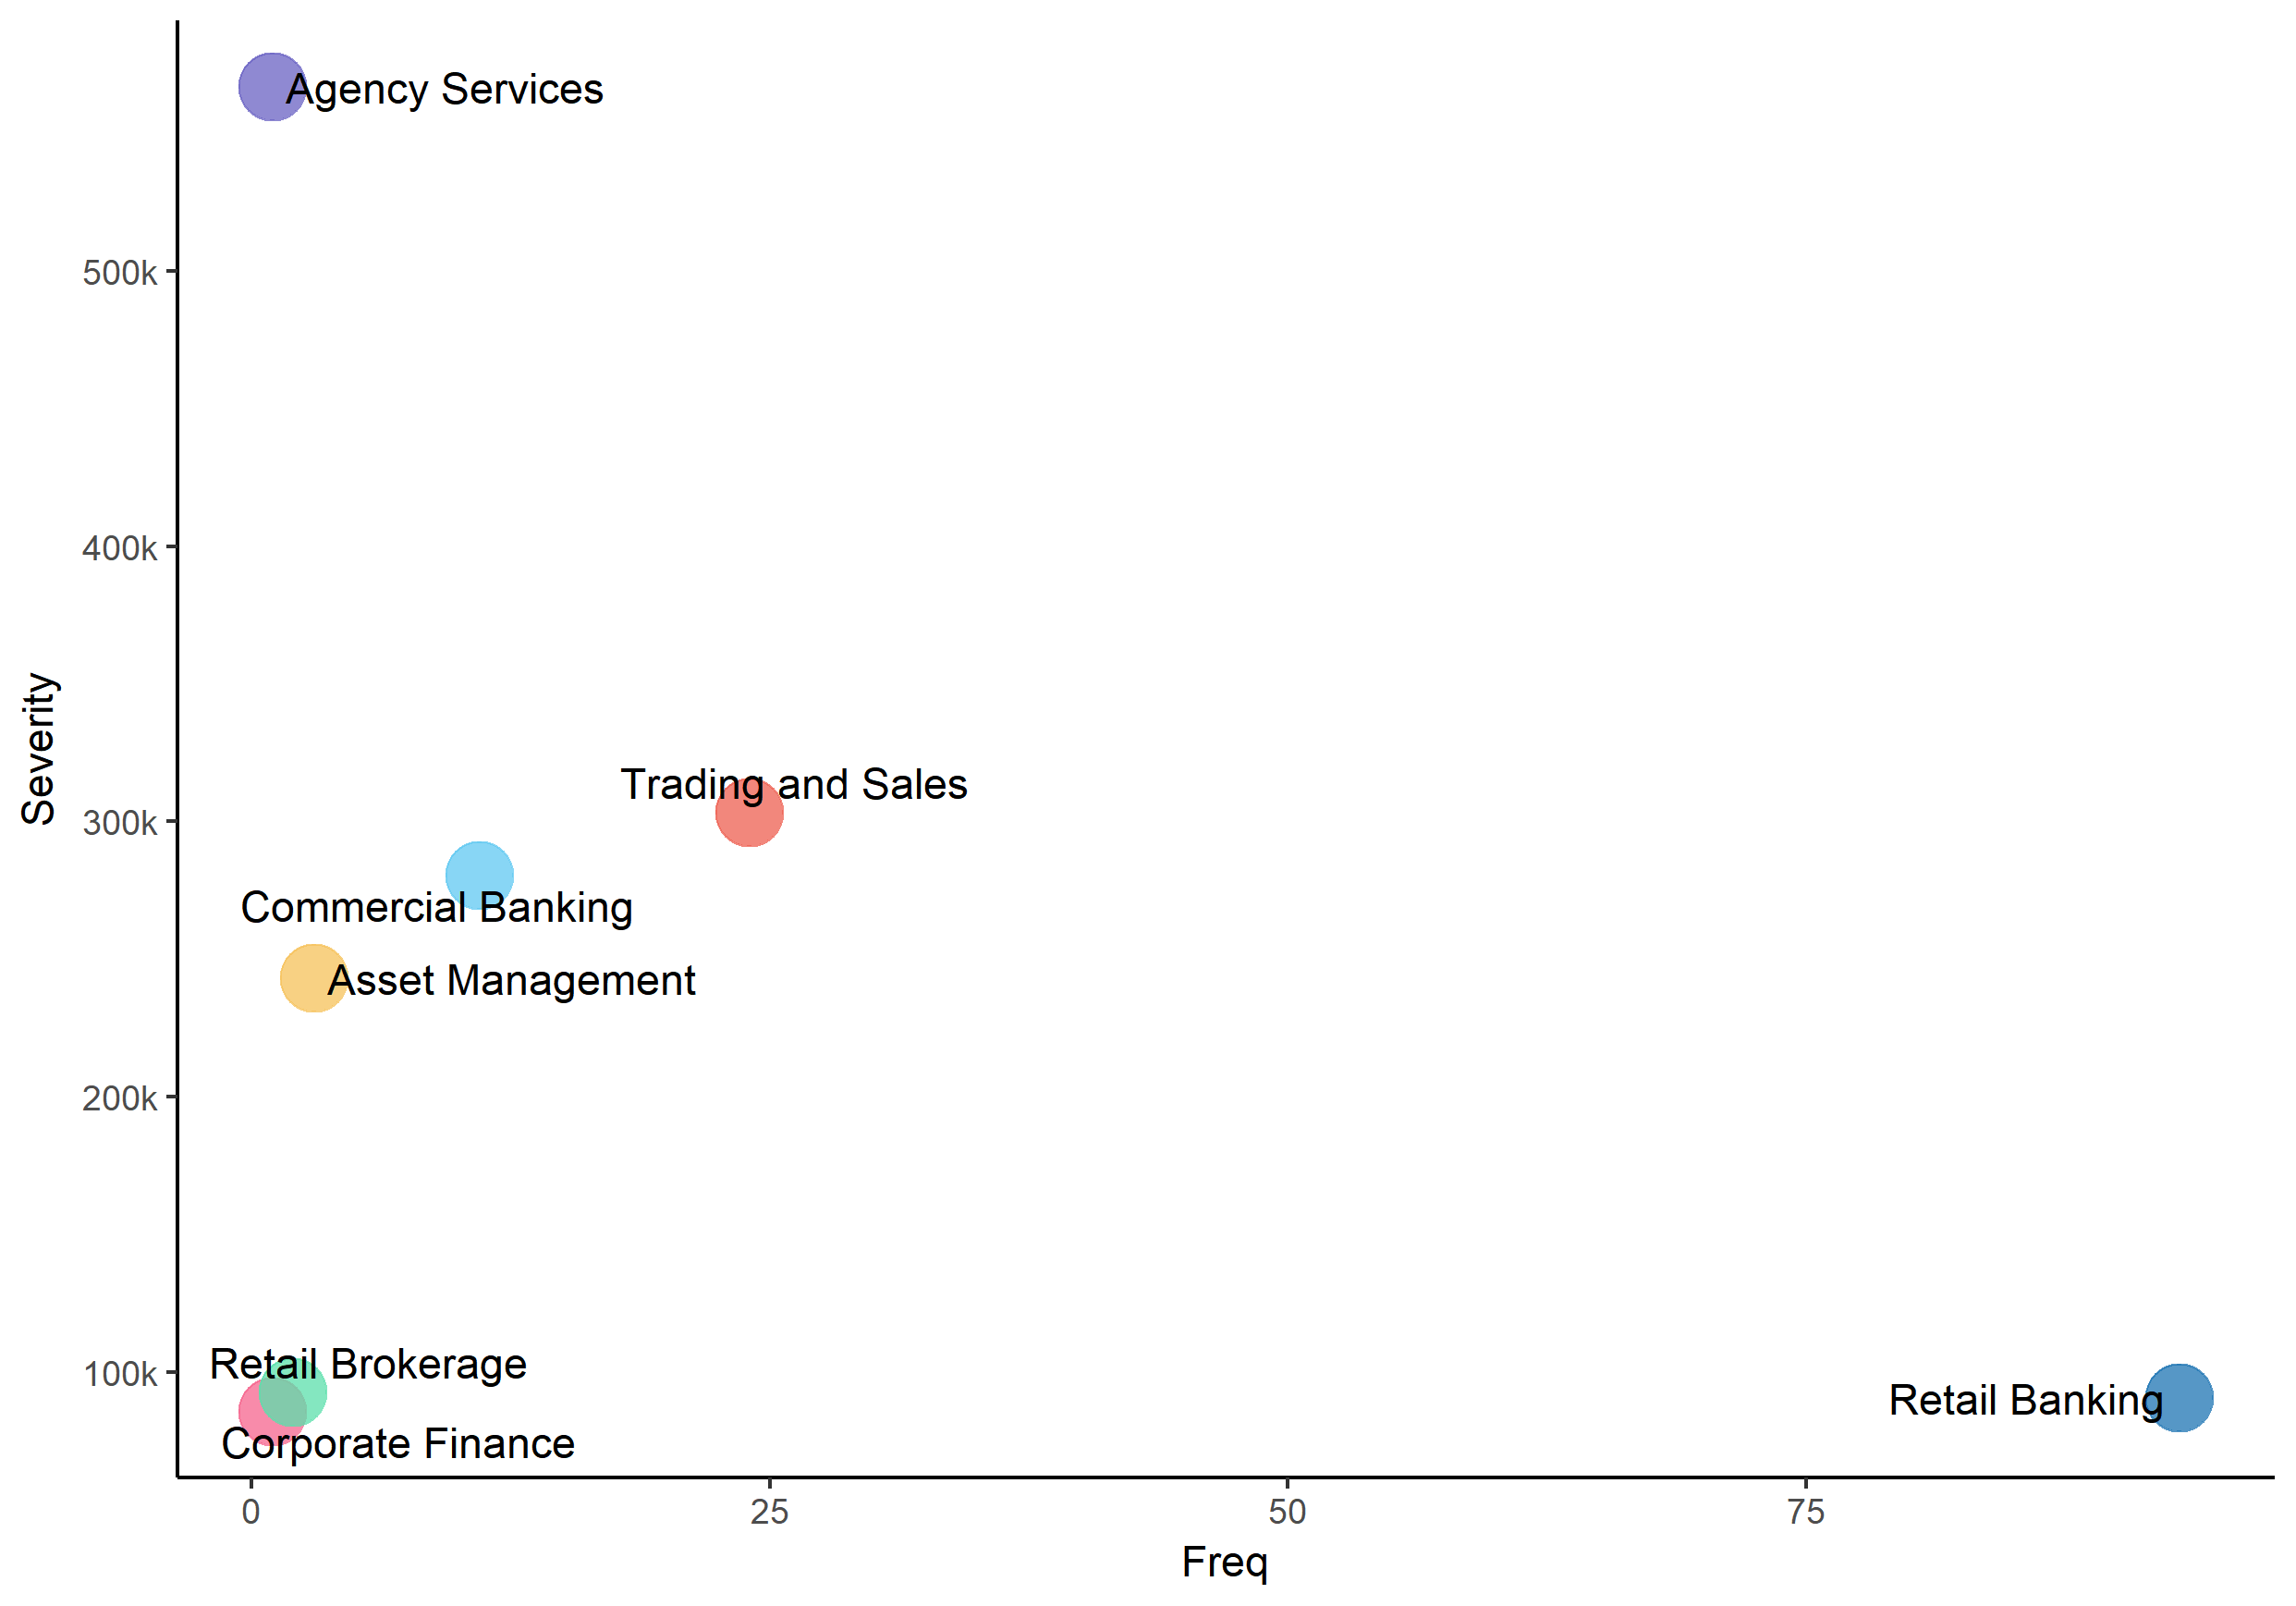 Agency Services
500k
400k
Severity
Trading and Sales
300k
Commercial Banking
Asset Management
200k
Retail Brokerage
100k
Retail Banking
Corporate Finance
0 25 50 75
Freq